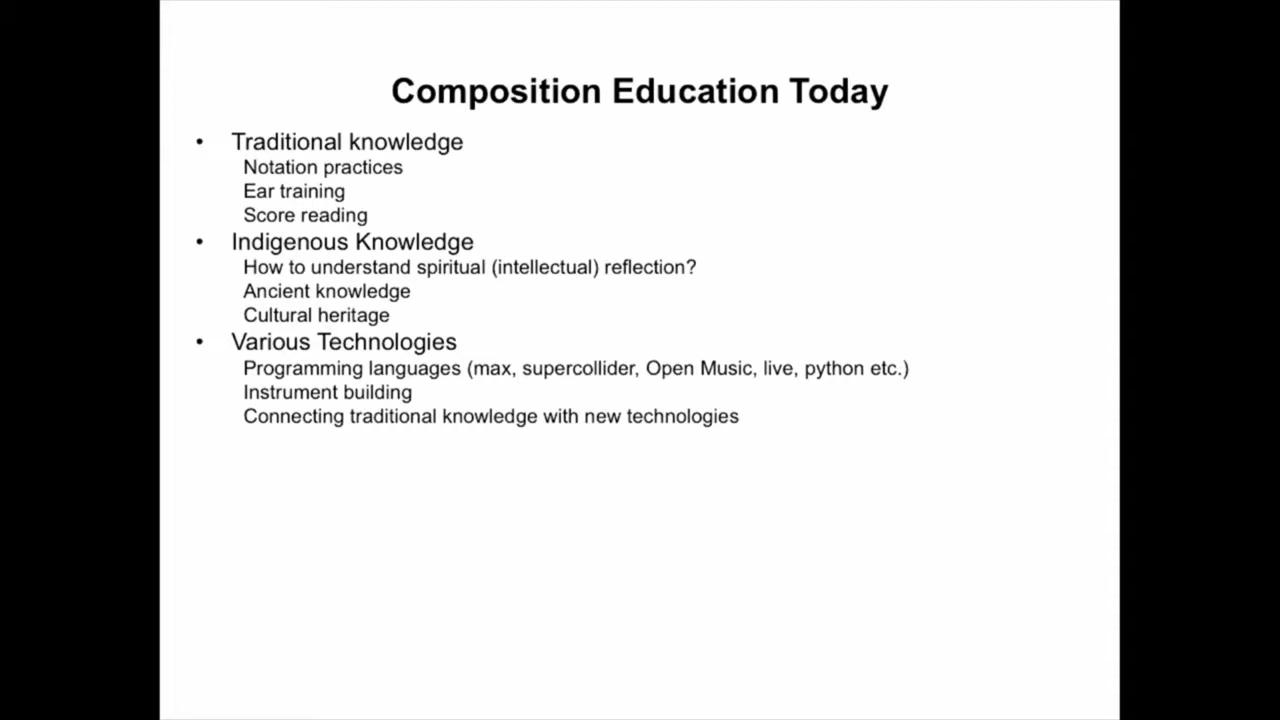 Composition Education Today
• Traditional knowledge
Notation practices
Ear training
Score reading
• Indigenous Knowledge
How to understand spiritual (intellectual) reflection?
Ancient knowledge
Cultural heritage
• Various Technologies
Programming languages (max, supercollider, Open Music, live, python etc.)
Instrument building
Connecting traditional knowledge with new technologies